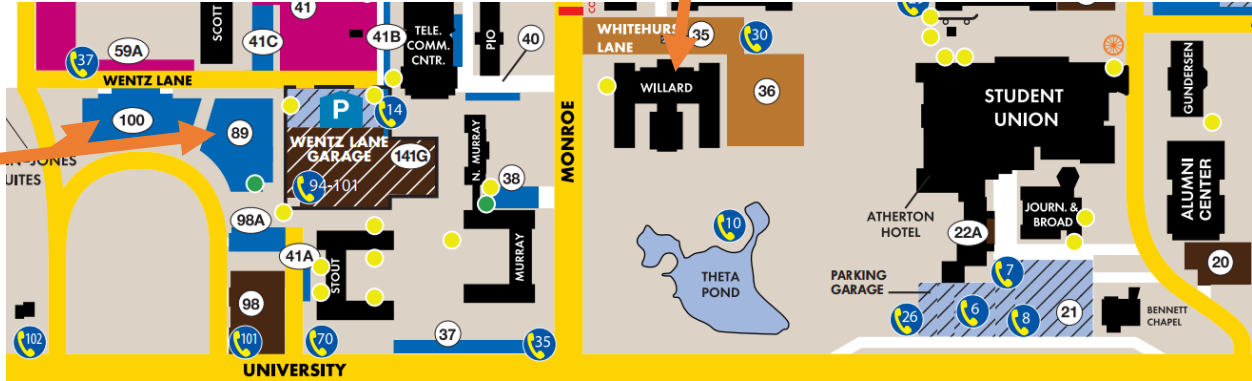 41
SCOTT
41C
41B
TELE.
COMM.
CNTR.
PIO
40
WHITEHURS
LANE
35
30
37
59A
WENTZ LANE
100
89
P
14
WENTZ LANE
GARAGE
141G
94-101
N. MURRAY
38
MONROE
WILLARD
36
STUDENT
UNION
GUNDERSEN
N-JONES
UITES
98A
41A
STOUT
MURRAY
10
THETA
POND
ATHERTON
HOTEL
22A
JOURN. &
BROAD
ALUMNI
CENTER
20
98
PARKING
GARAGE
7
26
6
8
21
BENNETT
CHAPEL
102
101
70
37
35
UNIVERSITY